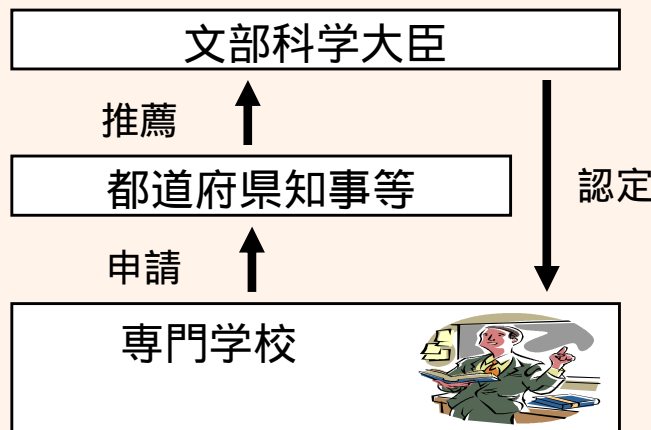 文部科学大臣
推薦
都道府県知事等
認定
申請
専門学校